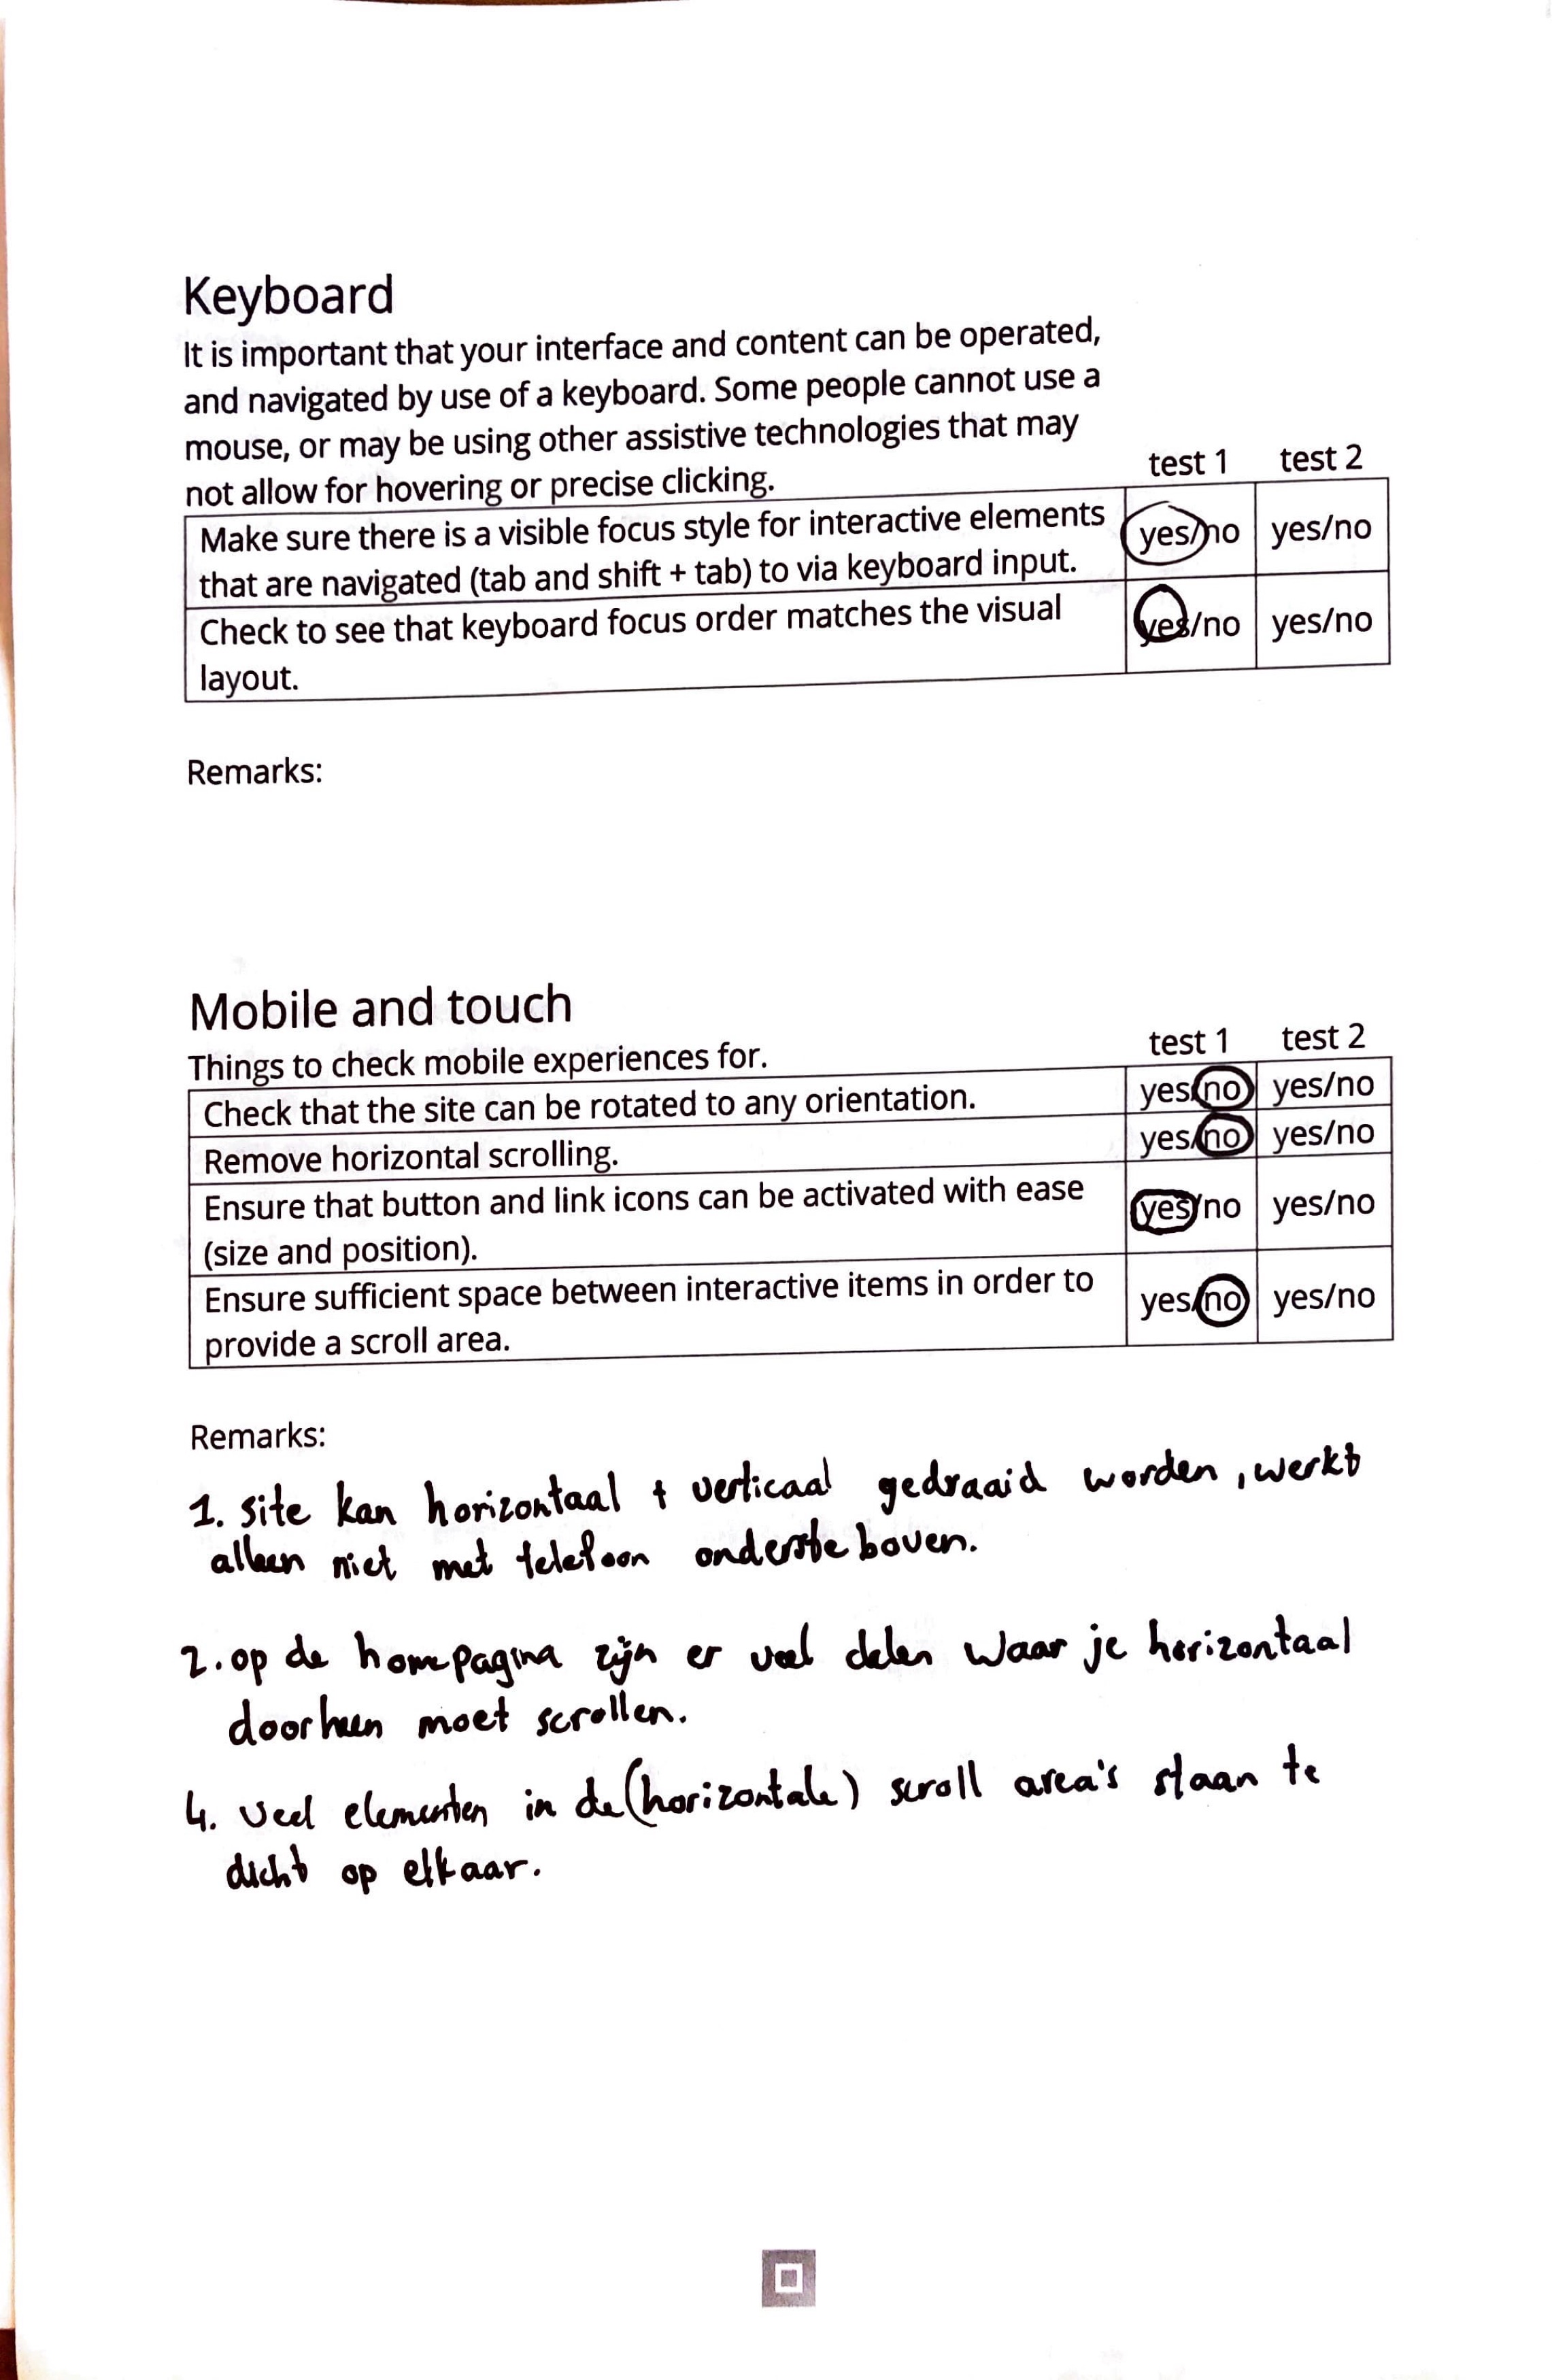 Keyboard
It is important that your interface and content can be operated,
and navigated by use of a keyboard. Some people cannot use a
mouse, or may be using other assistive technologies that may
not allow for hovering or precise clicking.
test 1 test 2
Make sure there is a visible focus style for interactive elements
that are navigated (tab and shift + tab) to via keyboard input.
yes/no yes/no
Check to see that keyboard focus order matches the visual
layout.
yes/no yes/no
Remarks:
Mobile and touch
Things to check mobile experiences for.
test 1 test 2
Check that the site can be rotated to any orientation. yes/no yes/no
Remove horizontal scrolling. yes/no yes/no
Ensure that button and link icons can be activated with ease
(size and position).
yes/no yes/no
Ensure sufficient space between interactive items in order to
provide a scroll area.
yes/no yes/no
Remarks:
1. site kan horizontaal + verticaal gedraaid worden, werkt
alleen niet met telefoon ondersteboven.
2. op de homepagina zijn er veel delen waar je horizontaal
doorheen moet scrollen.
4. veel elementen in de (horizontale) scroll area's staan te
dicht op elkaar.